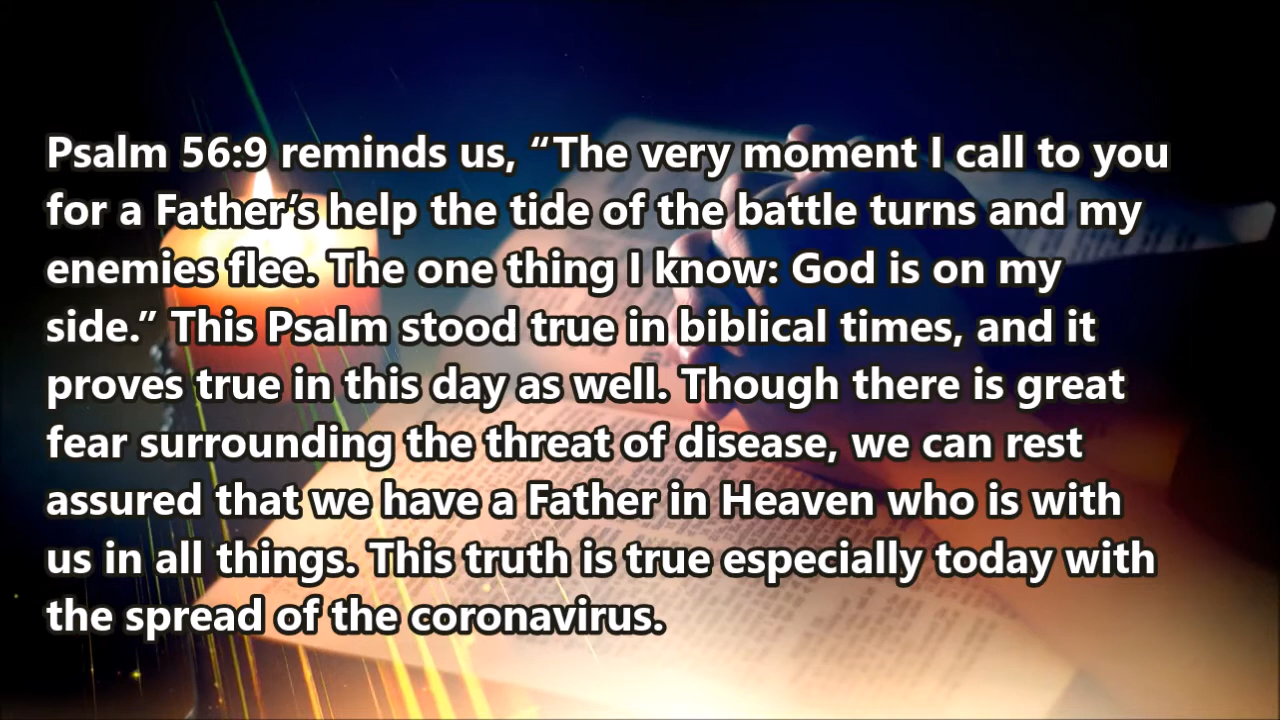 Psalm 56:9 reminds us, “The very moment I call to you
for a Father’s help the tide of the battle turns and my
enemies flee. The one thing I know: God is on my
side.” This Psalm stood true in biblical times, and it
proves true in this day as well. Though there is great
fear surrounding the threat of disease, we can rest
assured that we have a Father in Heaven who is with
us in all things. This truth is true especially today with
the spread of the coronavirus.